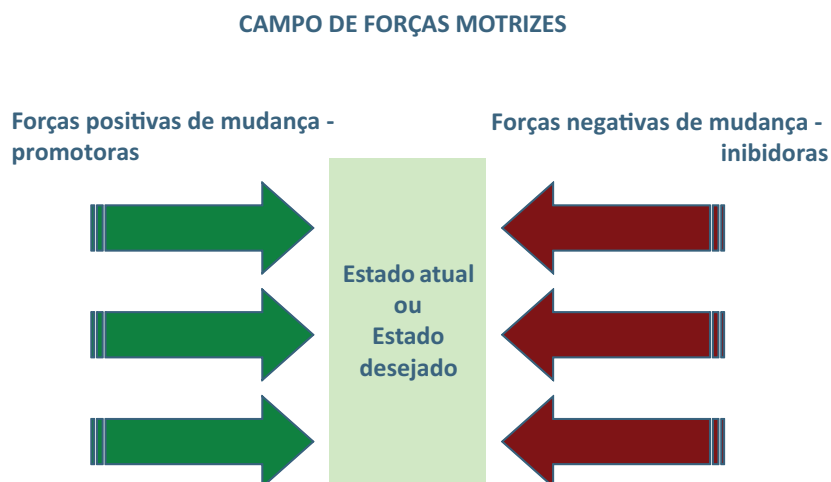 CAMPO DE FORÇAS MOTRIZES
Forças positivas de mudança -
promotoras
Forças negativas de mudança -
inibidoras
Estado atual
ou
Estado
desejado